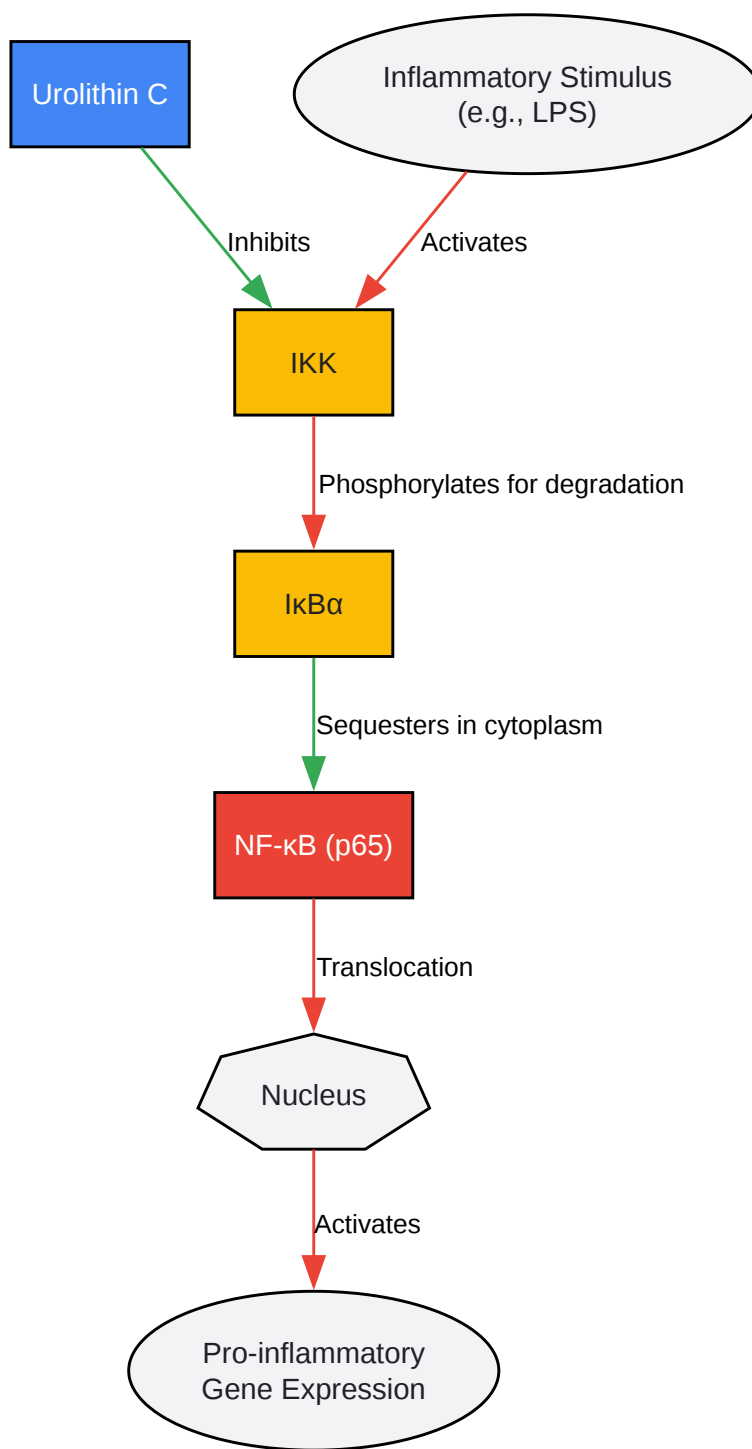 Urolithin C
Inflammatory Stimulus
(e.g., LPS)
Inhibits
Activates
IKK
Phosphorylates for degradation
IκBα
Sequesters in cytoplasm
NF-κB (p65)
Translocation
Nucleus
Activates
Pro-inflammatory
Gene Expression